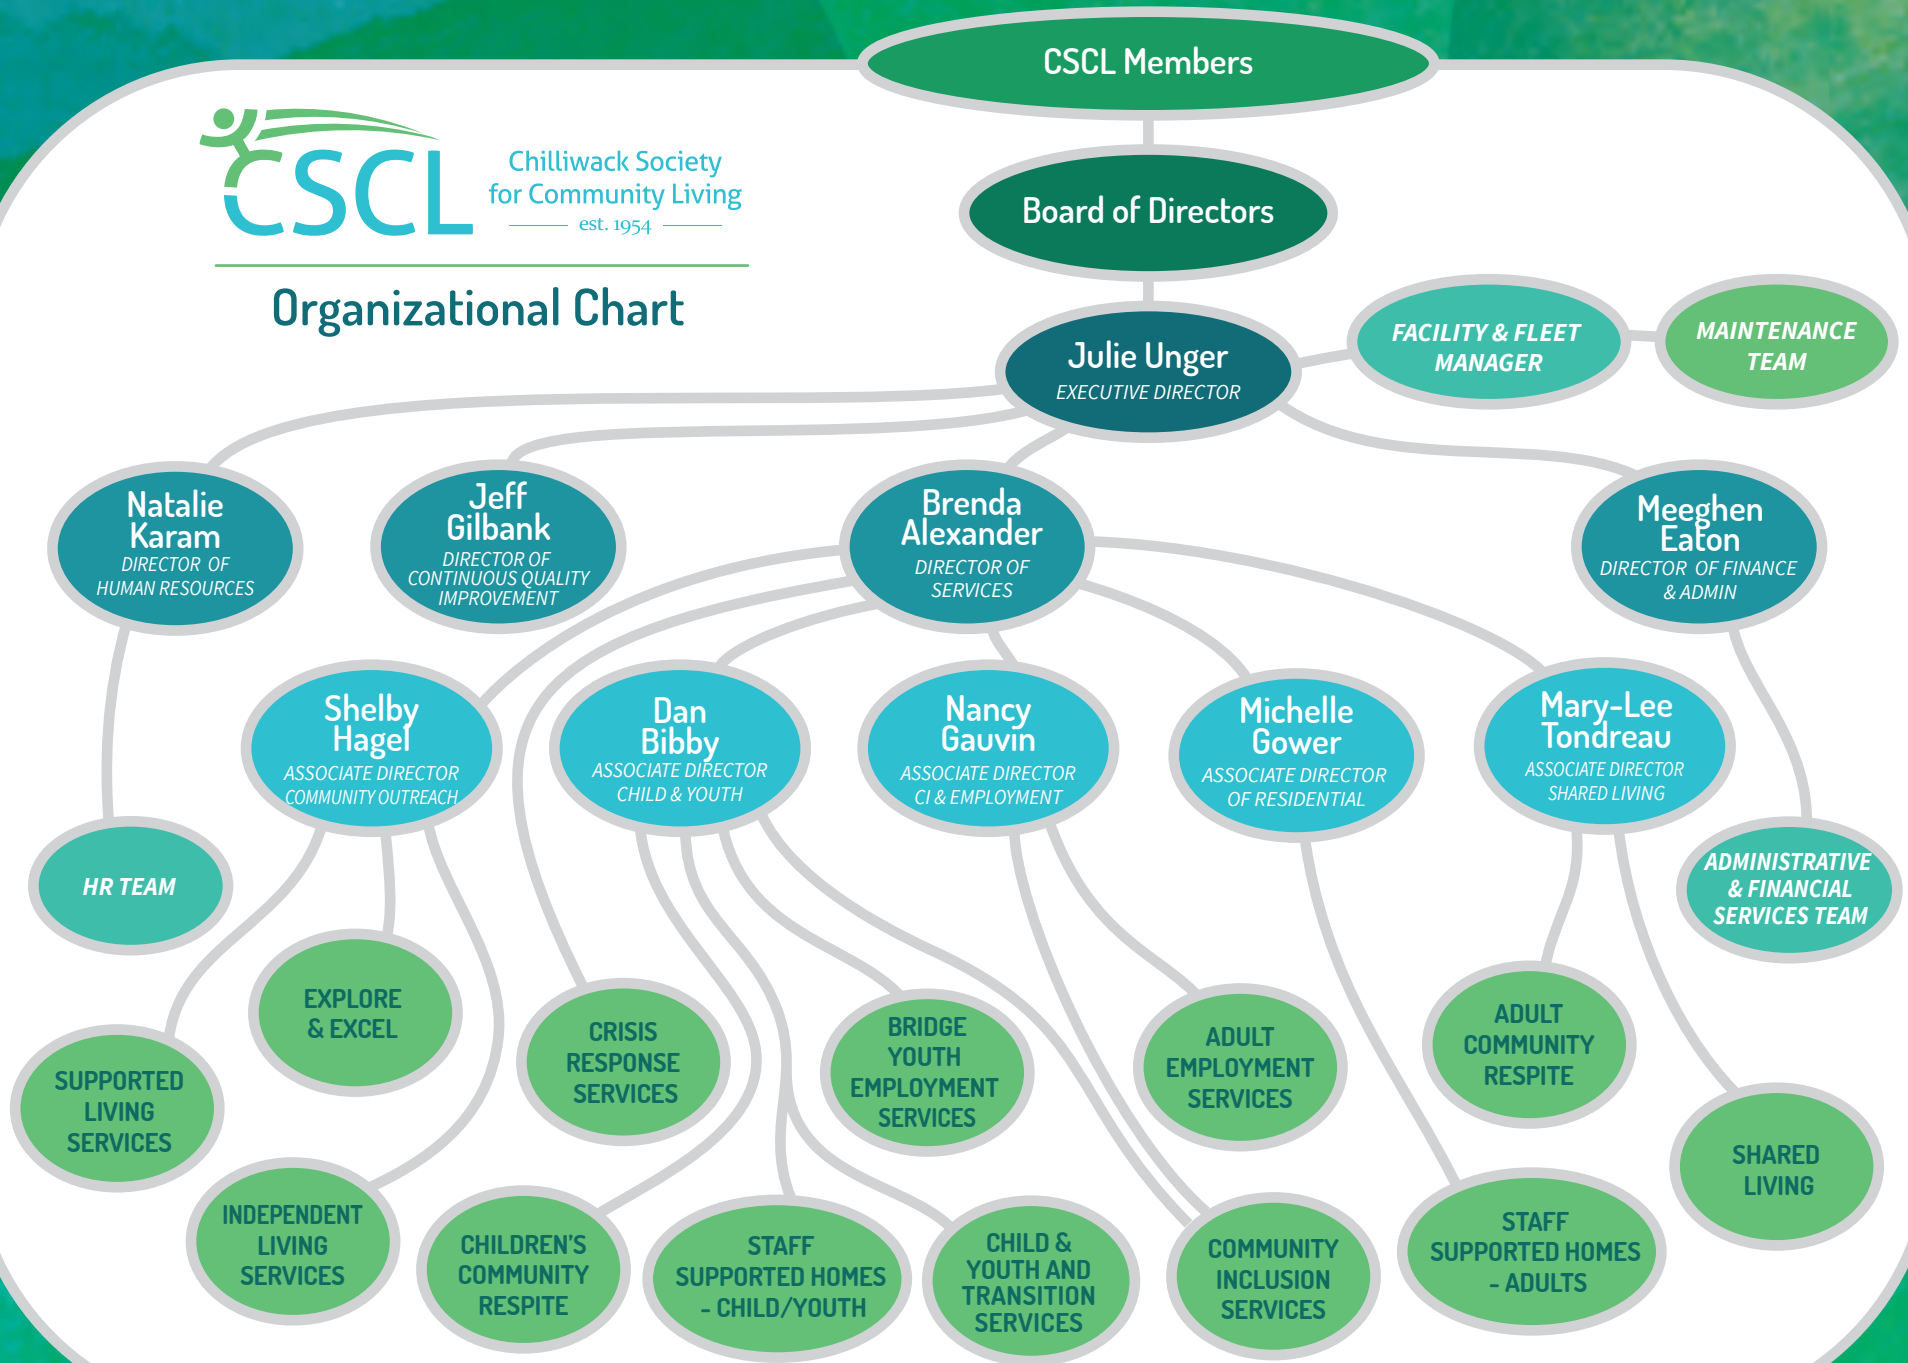 CSCL Members
CSCL
Chilliwack Society
for Community Living
est. 1954
Organizational Chart
Board of Directors
Julie Unger
EXECUTIVE DIRECTOR
FACILITY & FLEET
MANAGER
MAINTENANCE
TEAM
Natalie
Karam
DIRECTOR OF
HUMAN RESOURCES
Jeff
Gilbank
DIRECTOR OF
CONTINUOUS QUALITY
IMPROVEMENT
Brenda
Alexander
DIRECTOR OF
SERVICES
Meeghen
Eaton
DIRECTOR OF FINANCE
& ADMIN
Shelby
Hagel
ASSOCIATE DIRECTOR
COMMUNITY OUTREACH
Dan
Bibby
ASSOCIATE DIRECTOR
CHILD & YOUTH
Nancy
Gauvin
ASSOCIATE DIRECTOR
CI & EMPLOYMENT
Michelle
Gower
ASSOCIATE DIRECTOR
OF RESIDENTIAL
Mary-Lee
Tondreau
ASSOCIATE DIRECTOR
SHARED LIVING
HR TEAM
ADMINISTRATIVE
& FINANCIAL
SERVICES TEAM
SUPPORTED
LIVING
SERVICES
EXPLORE
& EXCEL
CRISIS
RESPONSE
SERVICES
BRIDGE
YOUTH
EMPLOYMENT
SERVICES
ADULT
EMPLOYMENT
SERVICES
ADULT
COMMUNITY
RESPITE
SHARED
LIVING
INDEPENDENT
LIVING
SERVICES
CHILDREN'S
COMMUNITY
RESPITE
STAFF
SUPPORTED HOMES
- CHILD/YOUTH
CHILD &
YOUTH AND
TRANSITION
SERVICES
COMMUNITY
INCLUSION
SERVICES
STAFF
SUPPORTED HOMES
- ADULTS